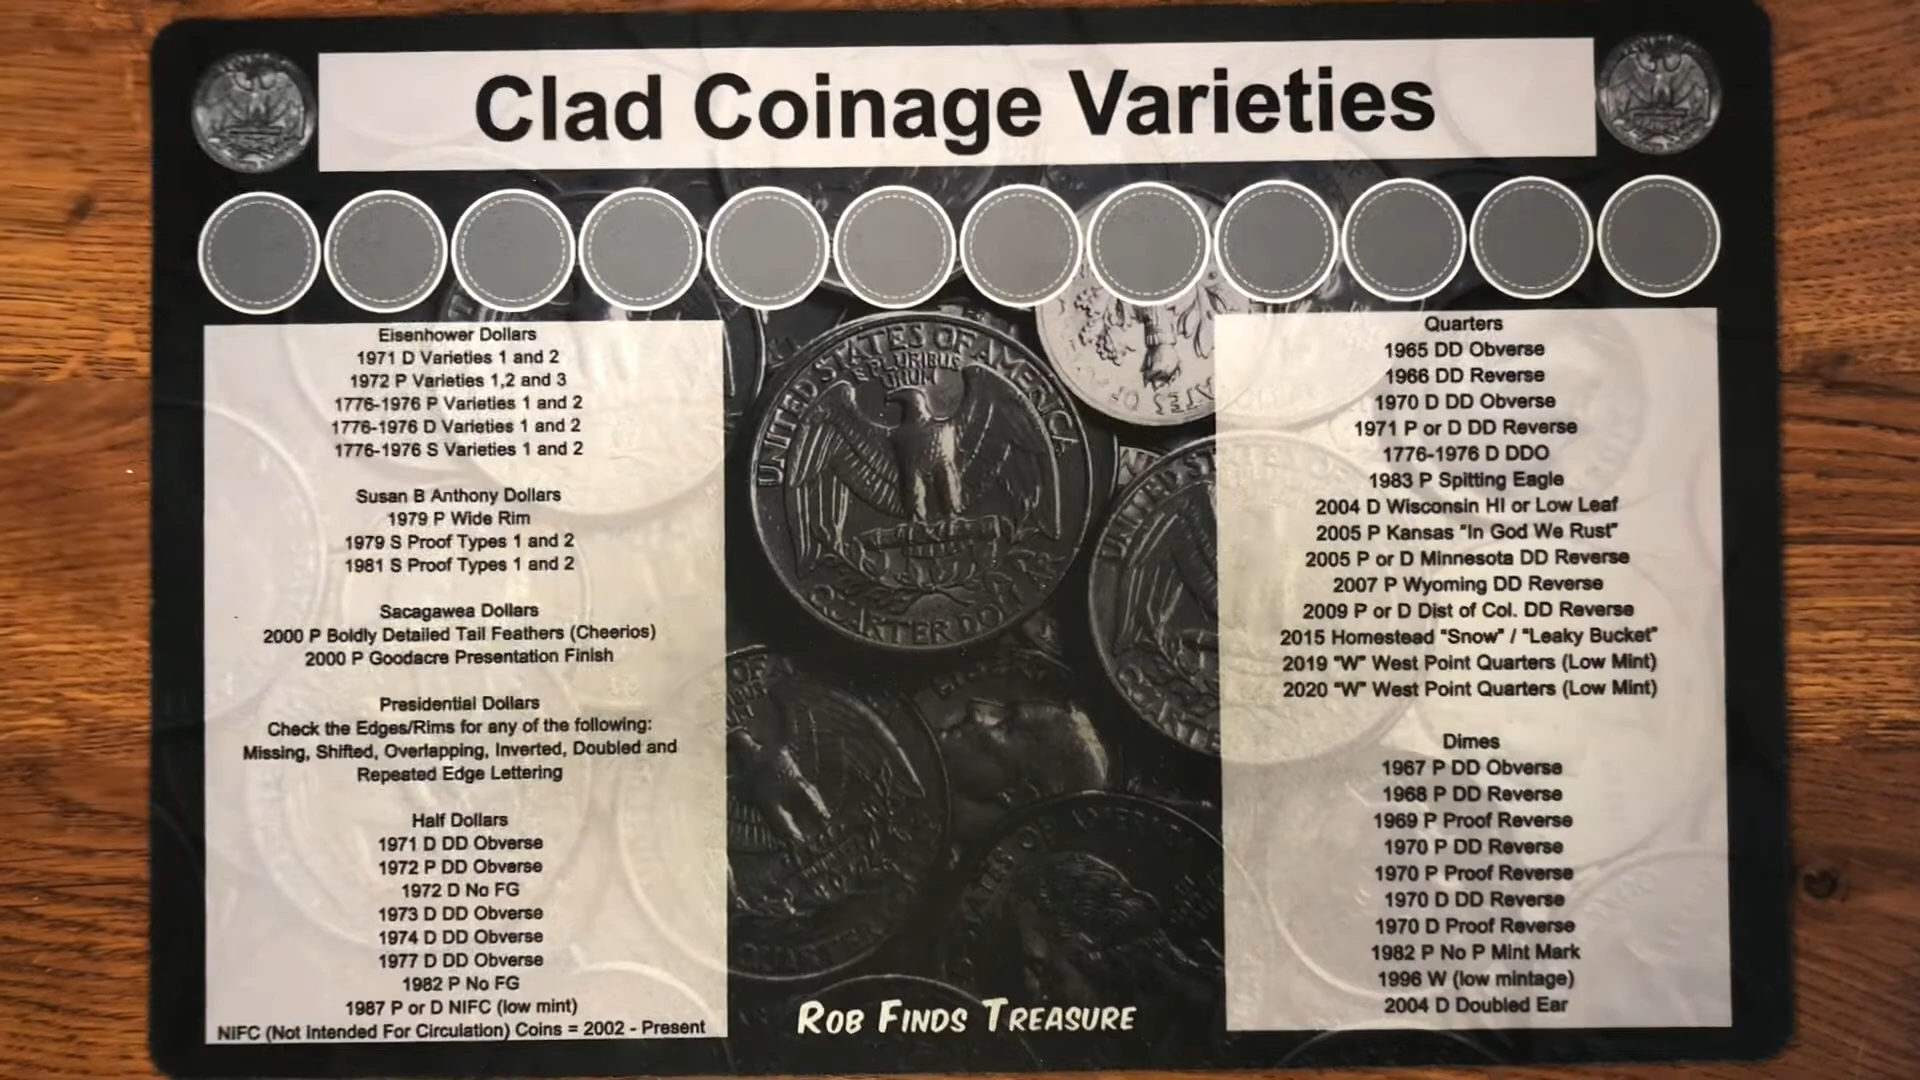 Clad Coinage Varieties
Eisenhower Dollars
1971 D Varieties 1 and 2
1972 P Varieties 1,2 and 3
1776-1976 P Varieties 1 and 2
1776-1976 D Varieties 1 and 2
1776-1976 S Varieties 1 and 2
Susan B Anthony Dollars
1979 P Wide Rim
1979 S Proof Types 1 and 2
1981 S Proof Types 1 and 2
Sacagawea Dollars
2000 P Boldly Detailed Tail Feathers (Cheerios)
2000 P Goodacre Presentation Finish
Presidential Dollars
Check the Edges/Rims for any of the following:
Missing, Shifted, Overlapping, Inverted, Doubled and
Repeated Edge Lettering
Half Dollars
1971 D DD Obverse
1972 P DD Obverse
1972 D No FG
1973 D DD Obverse
1974 D DD Obverse
1977 D DD Obverse
1982 P No FG
1987 P or D NIFC (low mint)
NIFC (Not Intended For Circulation) Coins = 2002 - Present
UNITED STATES OF AMERICA
E PLURIBUS
UNUM
QUARTER DOLLAR
ROB FINDS TREASURE
Quarters
1965 DD Obverse
1966 DD Reverse
1970 D DD Obverse
1971 P or D DD Reverse
1776-1976 D DDO
1983 P Spitting Eagle
2004 D Wisconsin HI or Low Leaf
2005 P Kansas "In God We Rust"
2005 P or D Minnesota DD Reverse
2007 P Wyoming DD Reverse
2009 P or D Dist of Col. DD Reverse
2015 Homestead "Snow" / "Leaky Bucket"
2019 "W" West Point Quarters (Low Mint)
2020 "W" West Point Quarters (Low Mint)
Dimes
1967 P DD Obverse
1968 P DD Reverse
1969 P Proof Reverse
1970 P DD Reverse
1970 P Proof Reverse
1970 D DD Reverse
1970 D Proof Reverse
1982 P No P Mint Mark
1996 W (low mintage)
2004 D Doubled Ear